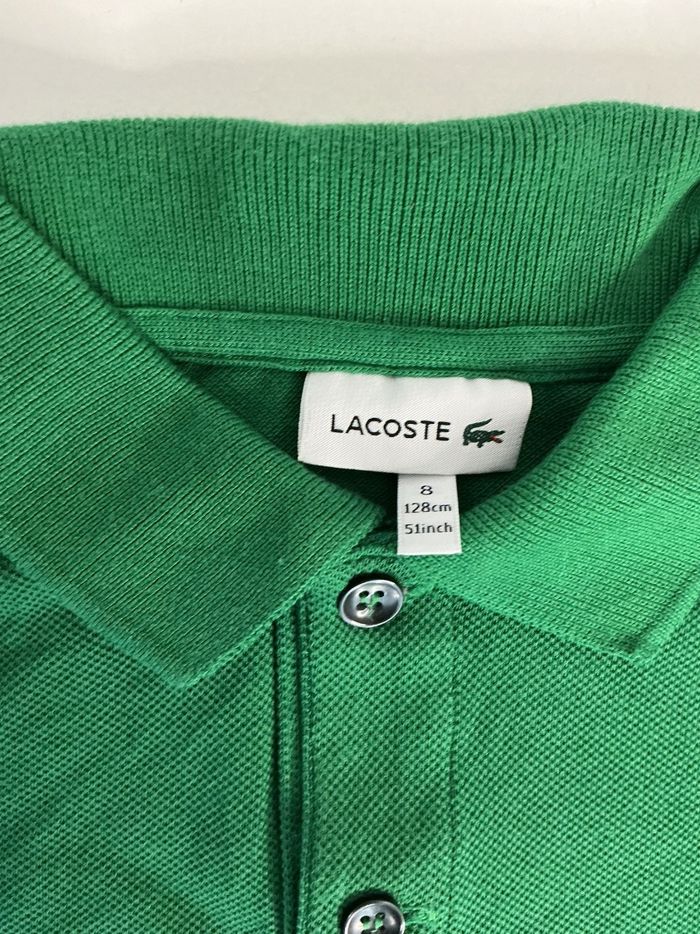 LACOSTE
8
128cm
51inch